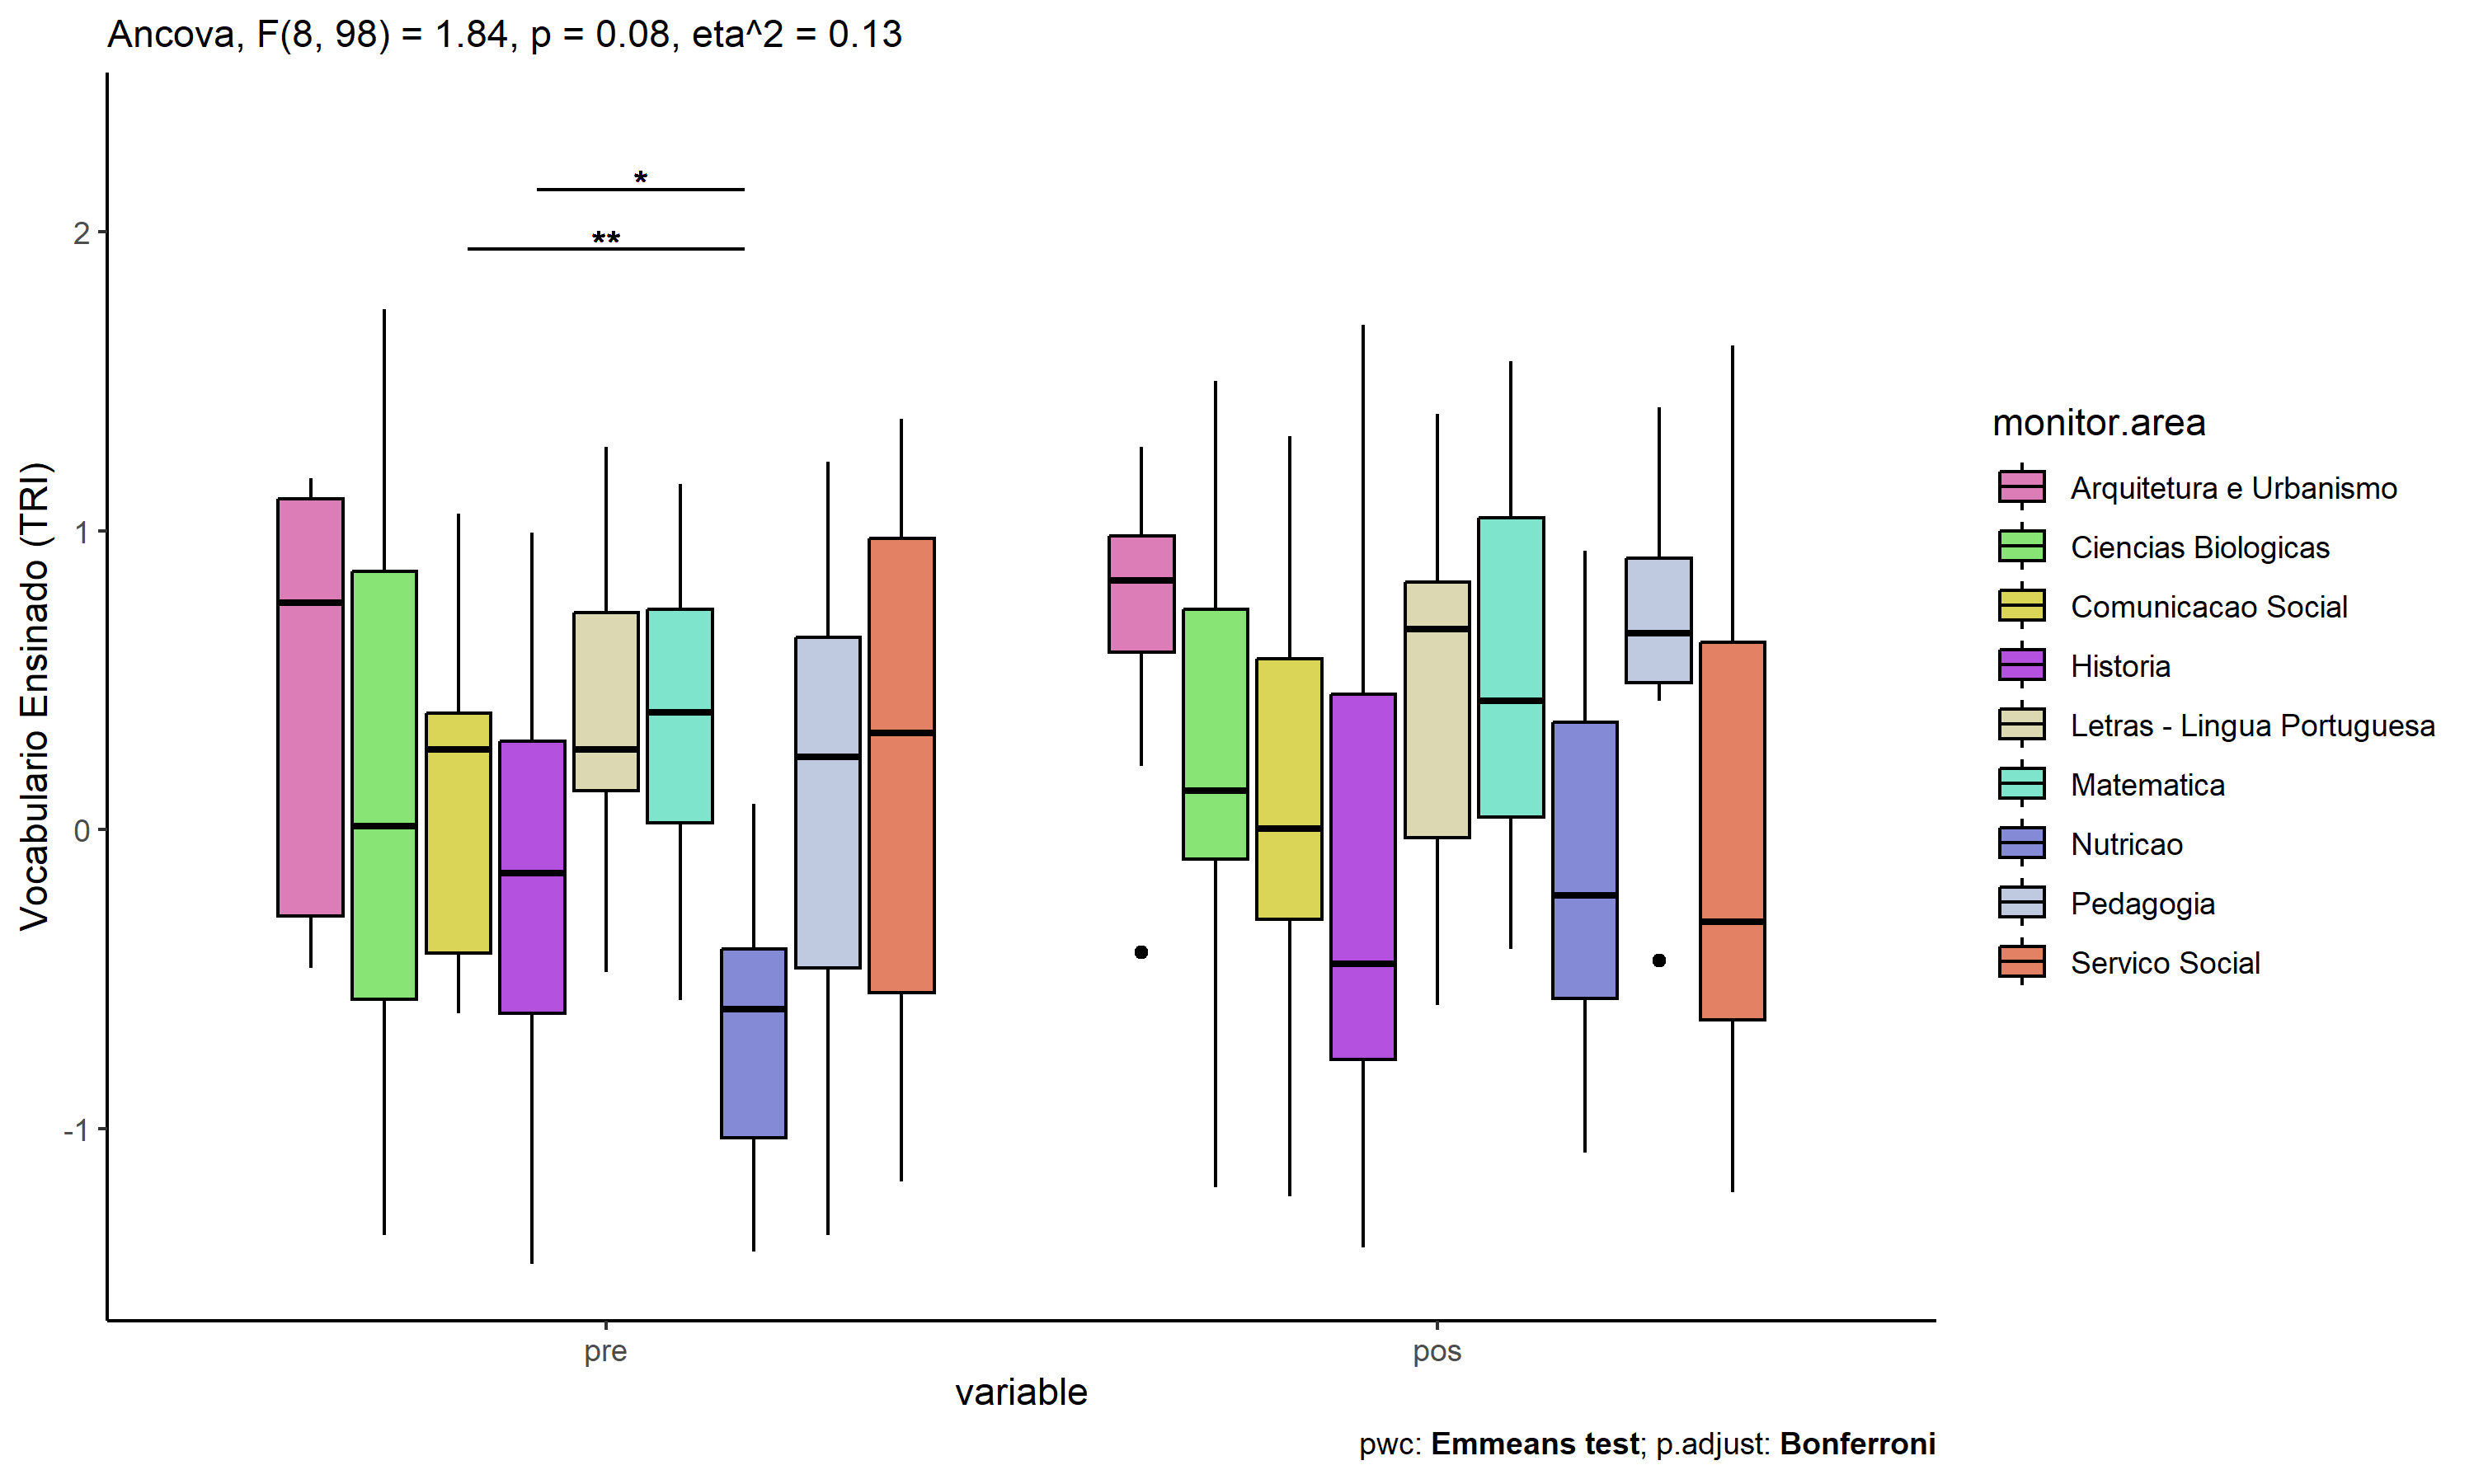 Ancova, F(8, 98) = 1.84, p = 0.08, eta^2 = 0.13
Vocabulario Ensinado (TRI)
2
1
0
-1
*
**
pre
pos
variable
monitor.area
Arquitetura e Urbanismo
Ciencias Biologicas
Comunicacao Social
Historia
Letras - Lingua Portuguesa
Matematica
Nutricao
Pedagogia
Servico Social
pwc: Emmeans test; p.adjust: Bonferroni